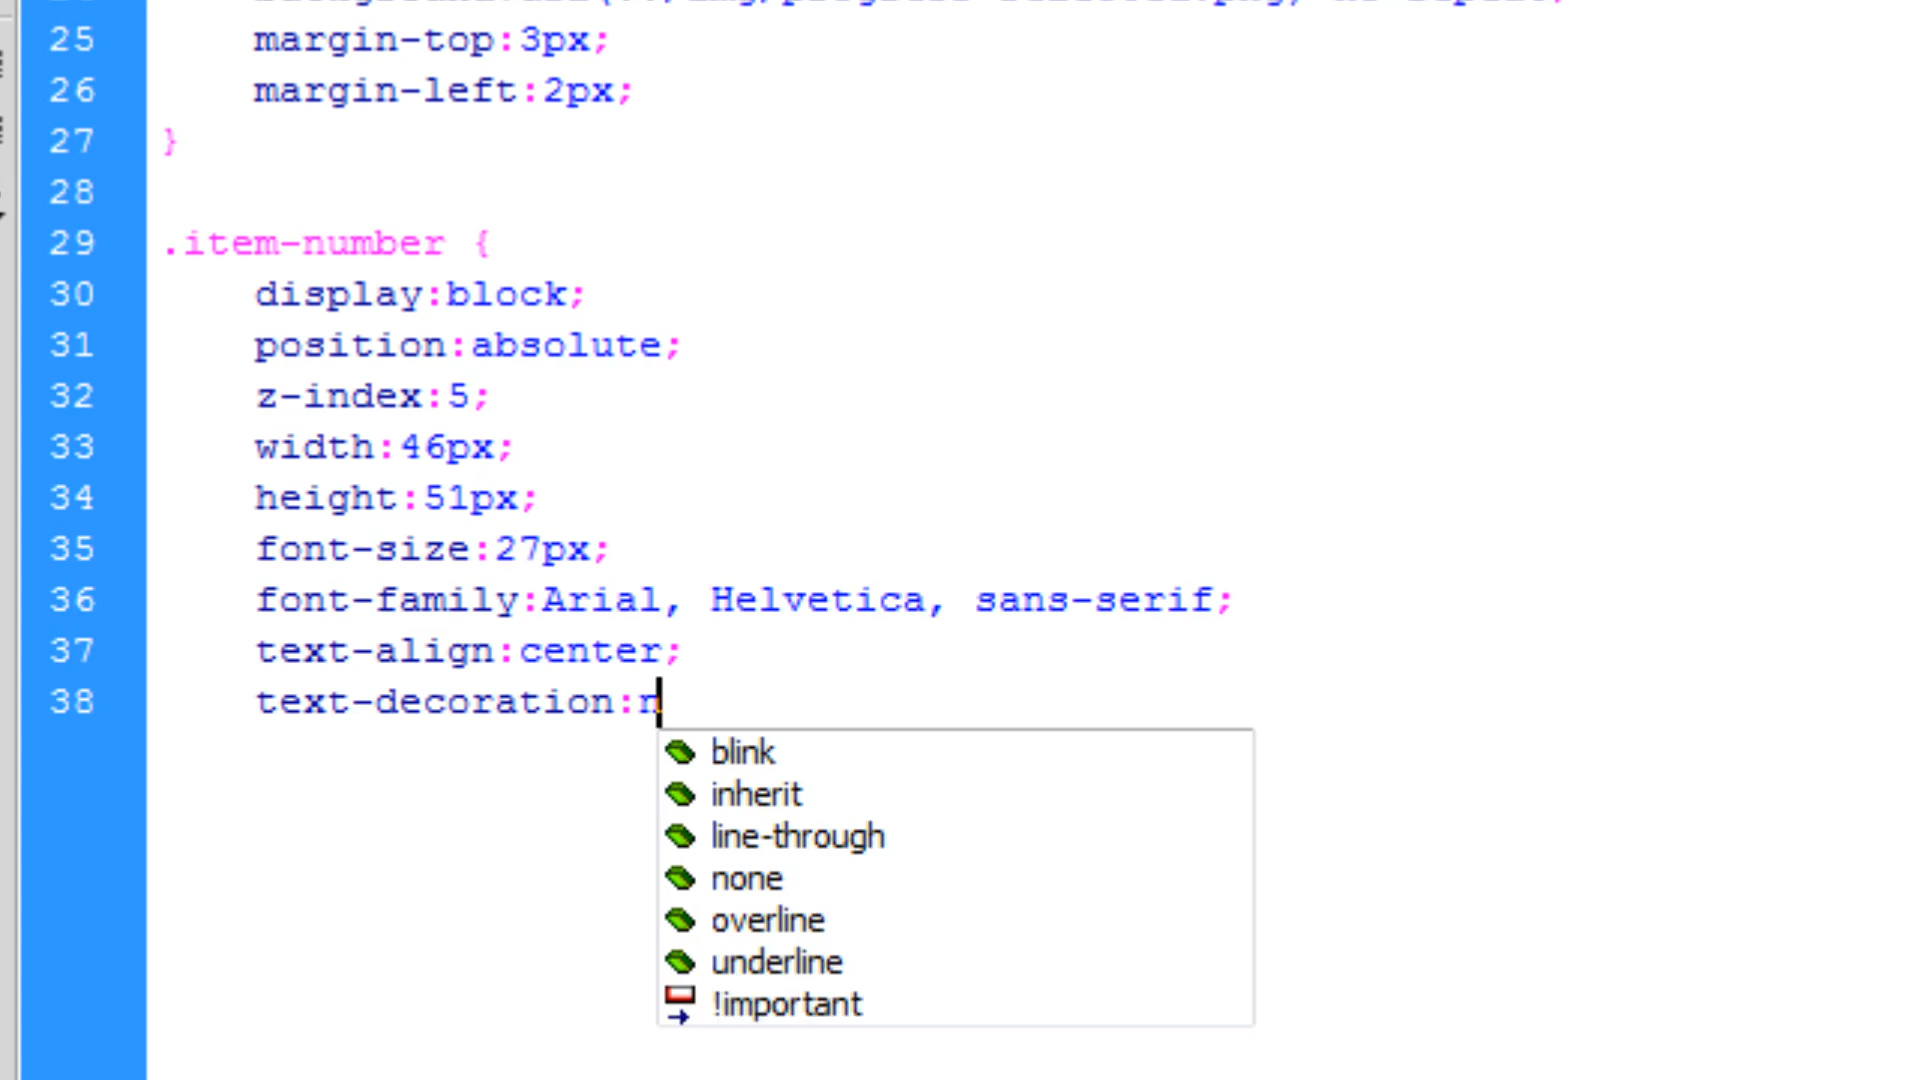 25 margin-top:3px;
26 margin-left:2px;
27 }
28
29 .item-number {
30 display:block;
31 position:absolute;
32 z-index:5;
33 width:46px;
34 height:51px;
35 font-size:27px;
36 font-family:Arial, Helvetica, sans-serif;
37 text-align:center;
38 text-decoration:n
blink
inherit
line-through
none
overline
underline
!important